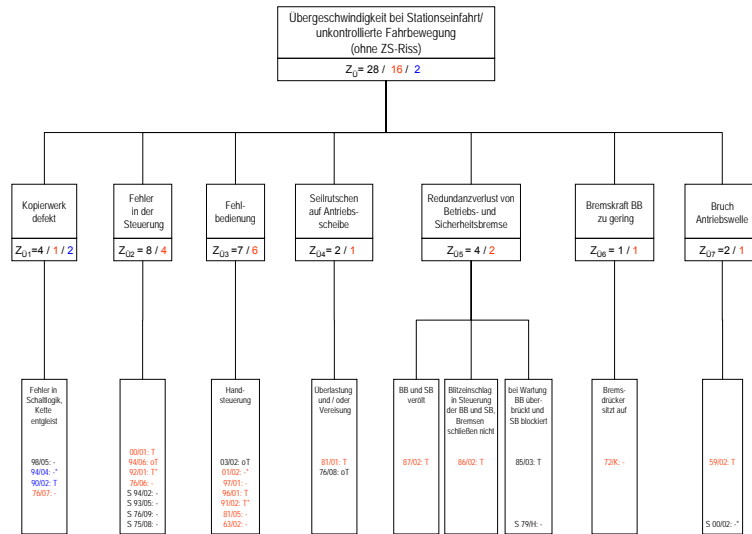 Übergeschwindigkeit bei Stationseinfahrt/
unkontrollierte Fahrbewegung
(ohne ZS-Riss)
ZÜ= 28 / 16 / 2
Kopierwerk
defekt
ZÜ1=4 / 1 / 2
Fehler
in der
Steuerung
ZÜ2 = 8 / 4
Fehl-
bedienung
ZÜ3 =7 / 6
Seilrutschen
auf Antriebs-
scheibe
ZÜ4 = 2 / 1
Redundanzverlust von
Betriebs- und
Sicherheitsbremse
ZÜ5 = 4 / 2
Bremskraft BB
zu gering
ZÜ6 = 1 / 1
Bruch
Antriebswelle
ZÜ7 =2 / 1
Fehler in
Schaltlogik,
Kette
entgleist
98/05: -
94/04: -*
90/02: T
76/07: -
00/01: T
94/06: oT
92/01: T*
76/06: -
S 94/02: -
S 93/05: -
S 76/09: -
S 75/08: -
Hand-
steuerung
03/02: oT
01/02: -*
97/01: -
96/01: T
91/02: T*
81/05: -
63/02: -
Überlastung
und / oder
Vereisung
81/01: T
76/08: oT
BB und SB
verölt
87/02: T
Blitzeinschlag
in Steuerung
der BB und SB,
Bremsen
schließen nicht
86/02: T
bei Wartung
BB über-
brückt und
SB blockiert
85/03: T
S 79/H: -
Brems-
drücker
sitzt auf
72/K: -
59/02: T
S 00/02: -*